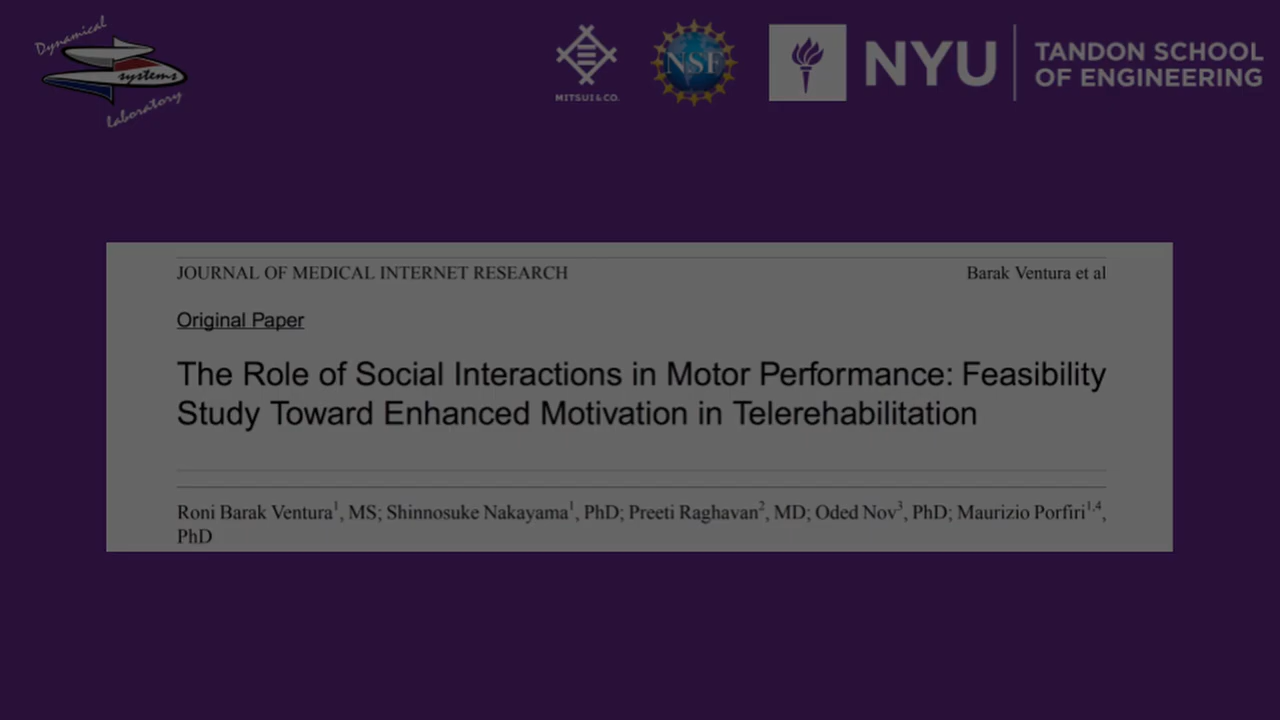 Dynamical
systems
Laboratory
MITSUI & CO.
NSF
NYU
TANDON SCHOOL
OF ENGINEERING
JOURNAL OF MEDICAL INTERNET RESEARCH
Barak Ventura et al
Original Paper
The Role of Social Interactions in Motor Performance: Feasibility
Study Toward Enhanced Motivation in Telerehabilitation
Roni Barak Ventura¹, MS; Shinnosuke Nakayama¹, PhD; Preeti Raghavan², MD; Oded Nov³, PhD; Maurizio Porfiri¹,⁴,
PhD